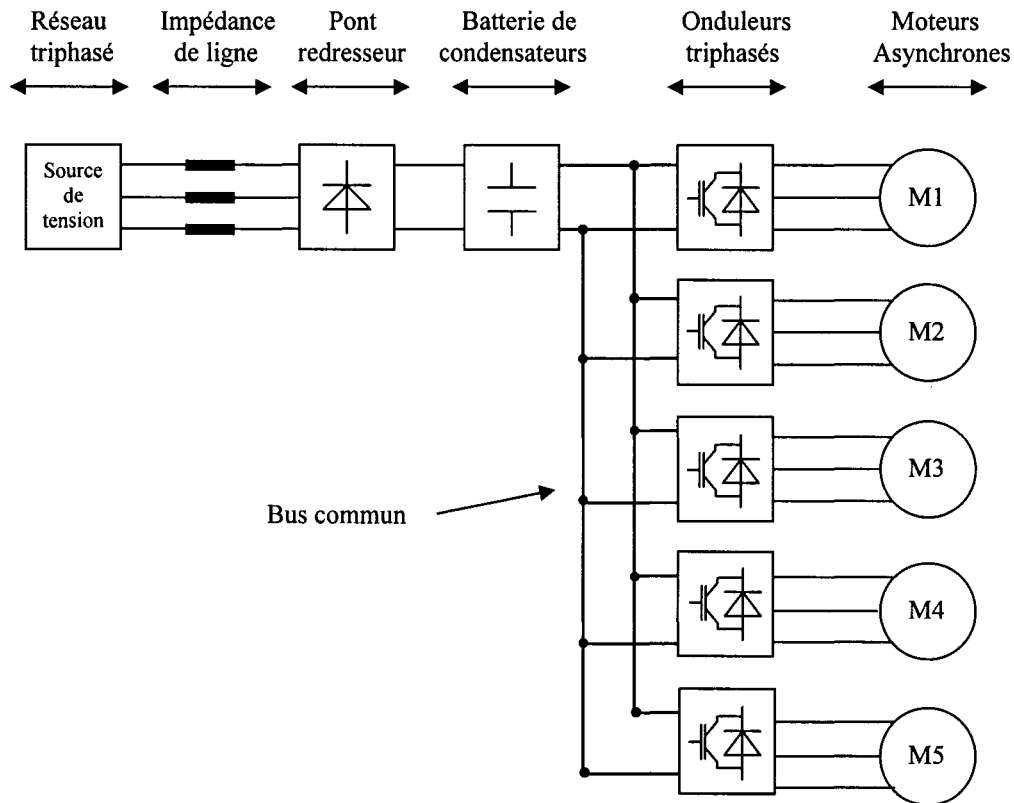 Réseau
triphasé
Impédance
de ligne
Pont
redresseur
Batterie de
condensateurs
Onduleurs
triphasés
Moteurs
Asynchrones
Source
de
tension
M1
M2
M3
Bus commun
M4
M5